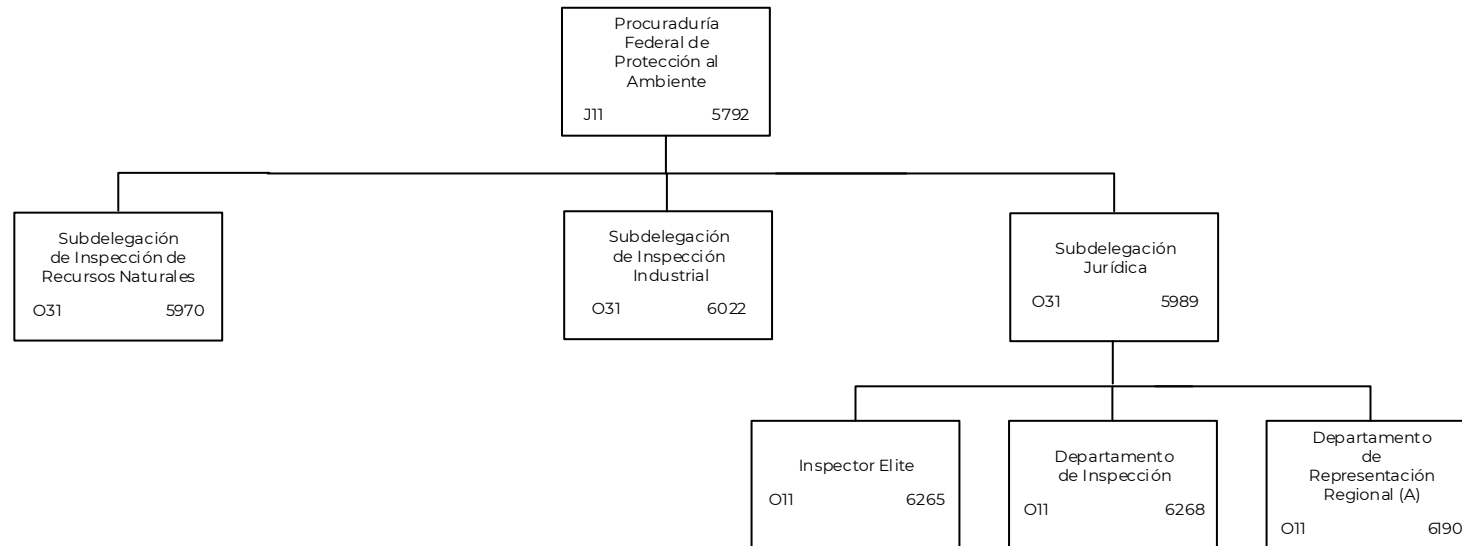 Procuraduría
Federal de
Protección al
Ambiente
J11 5792
Subdelegación
de Inspección de
Recursos Naturales
O31 5970
Subdelegación
de Inspección
Industrial
O31 6022
Subdelegación
Jurídica
O31 5989
Inspector Elite
O11 6265
Departamento
de Inspección
O11 6268
Departamento
de
Representación
Regional (A)
O11 6190